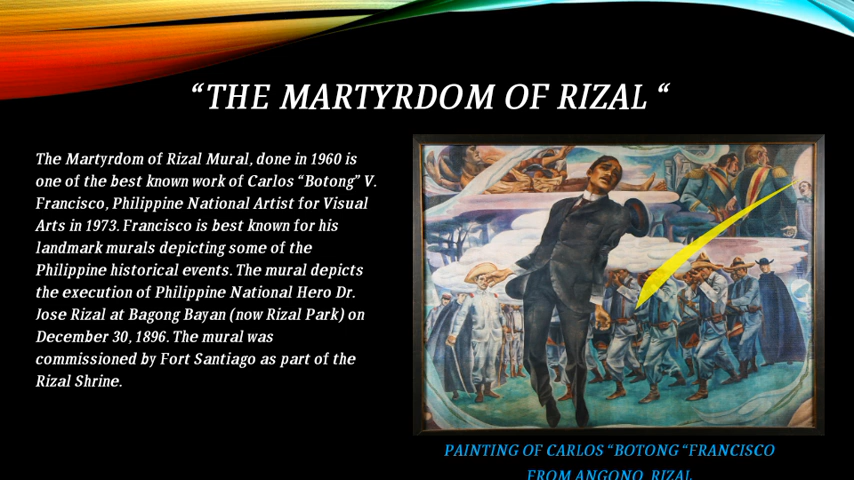 “THE MARTYRDOM OF RIZAL “
The Martyrdom of Rizal Mural, done in 1960 is
one of the best known work of Carlos “Botong” V.
Francisco, Philippine National Artist for Visual
Arts in 1973. Francisco is best known for his
landmark murals depicting some of the
Philippine historical events. The mural depicts
the execution of Philippine National Hero Dr.
Jose Rizal at Bagong Bayan (now Rizal Park) on
December 30, 1896. The mural was
commissioned by Fort Santiago as part of the
Rizal Shrine.
PAINTING OF CARLOS “BOTONG “FRANCISCO
FROM ANGONO, RIZAL